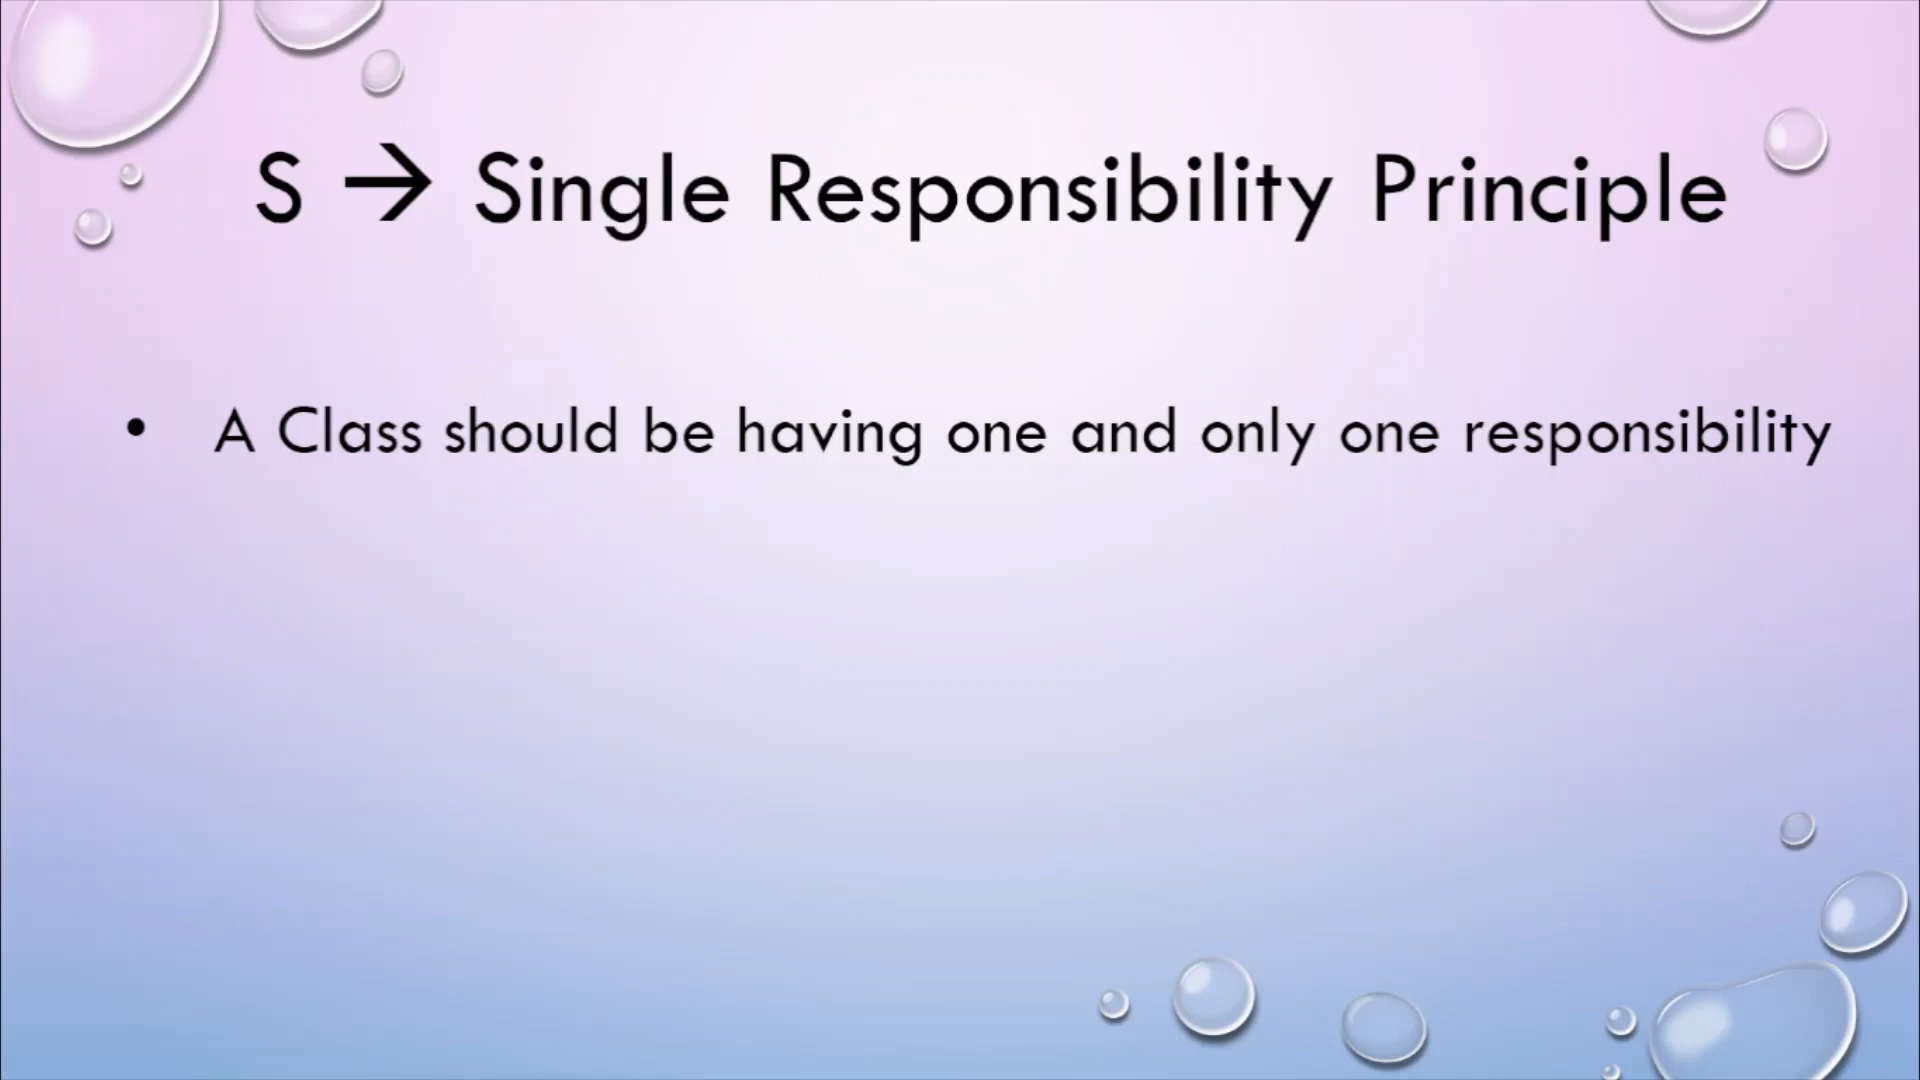 S → Single Responsibility Principle
• A Class should be having one and only one responsibility